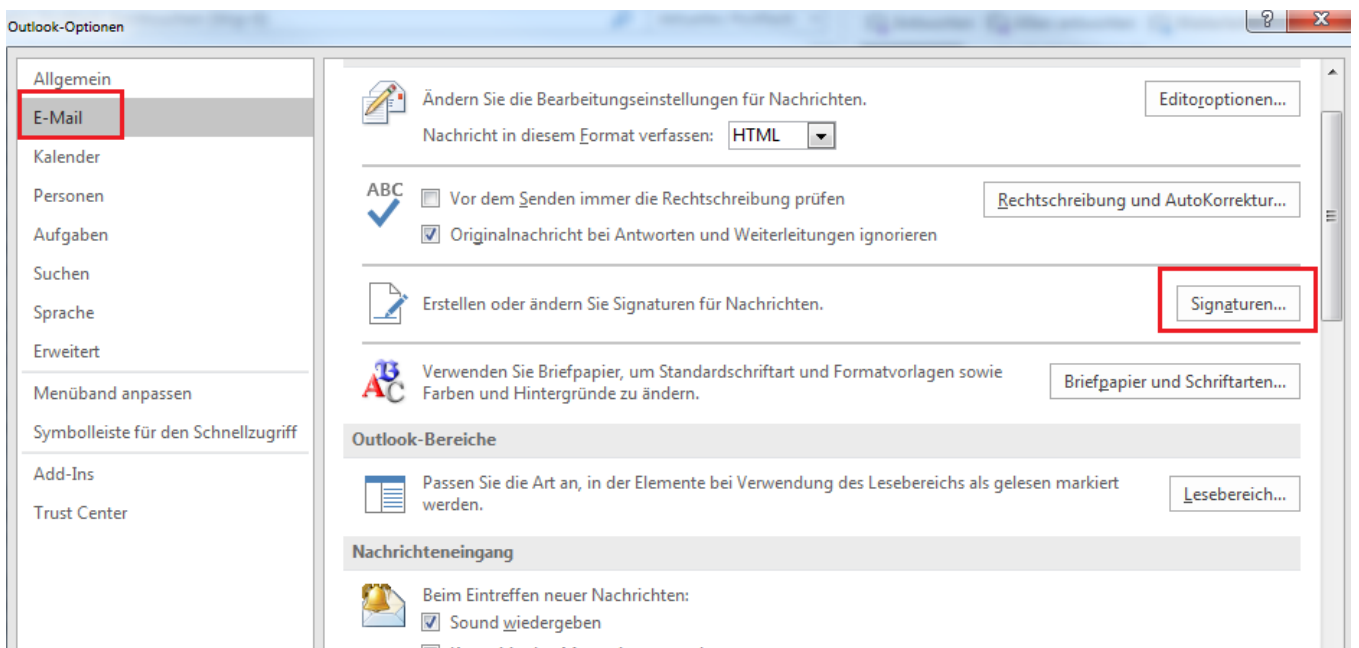 Outlook-Optionen
Allgemein
E-Mail
Kalender
Personen
Aufgaben
Suchen
Sprache
Erweitert
Menüband anpassen
Symbolleiste für den Schnellzugriff
Add-Ins
Trust Center
Ändern Sie die Bearbeitungseinstellungen für Nachrichten.
Editoroptionen...
Nachricht in diesem Format verfassen: HTML
ABC
Vor dem Senden immer die Rechtschreibung prüfen
Rechtschreibung und AutoKorrektur...
Originalnachricht bei Antworten und Weiterleitungen ignorieren
Erstellen oder ändern Sie Signaturen für Nachrichten.
Signaturen...
Verwenden Sie Briefpapier, um Standardschriftart und Formatvorlagen sowie
Farben und Hintergründe zu ändern.
Briefpapier und Schriftarten...
Outlook-Bereiche
Passen Sie die Art an, in der Elemente bei Verwendung des Lesebereichs als gelesen markiert
werden.
Lesebereich...
Nachrichteneingang
Beim Eintreffen neuer Nachrichten:
Sound wiedergeben